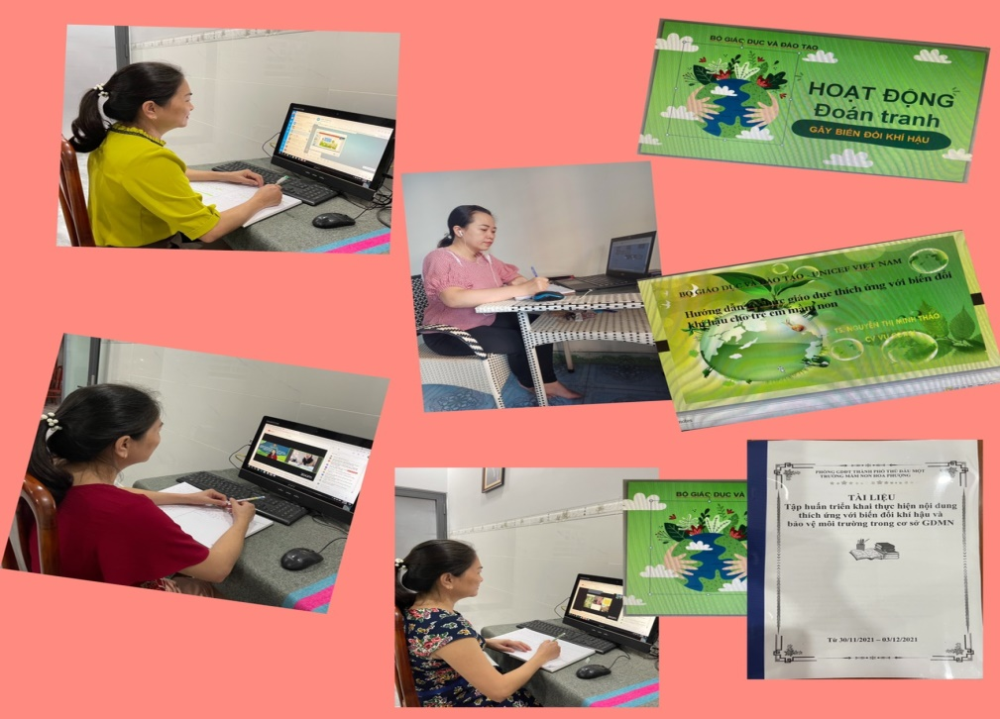 BỘ GIÁO DỤC VÀ ĐÀO TẠO
HOẠT ĐỘNG
Đoán tranh
GÂY BIẾN ĐỔI KHÍ HẬU
BỘ GIÁO DỤC VÀ ĐÀO TẠO - UNICEF VIỆT NAM
Hướng dẫn giáo dục thích ứng với biến đổi
khí hậu cho trẻ em mầm non
TS. NGUYỄN THỊ MINH THẢO
CV VỤ
BỘ GIÁO DỤC VÀ
PHÒNG GDĐT THÀNH PHỐ THỦ DẦU MỘT
TRƯỜNG MẦM NON HOA PHƯỢNG
TÀI LIỆU
Tập huấn triển khai thực hiện nội dung
thích ứng với biến đổi khí hậu và
bảo vệ môi trường trong cơ sở GDMN
Từ 30/11/2021 – 03/12/2021